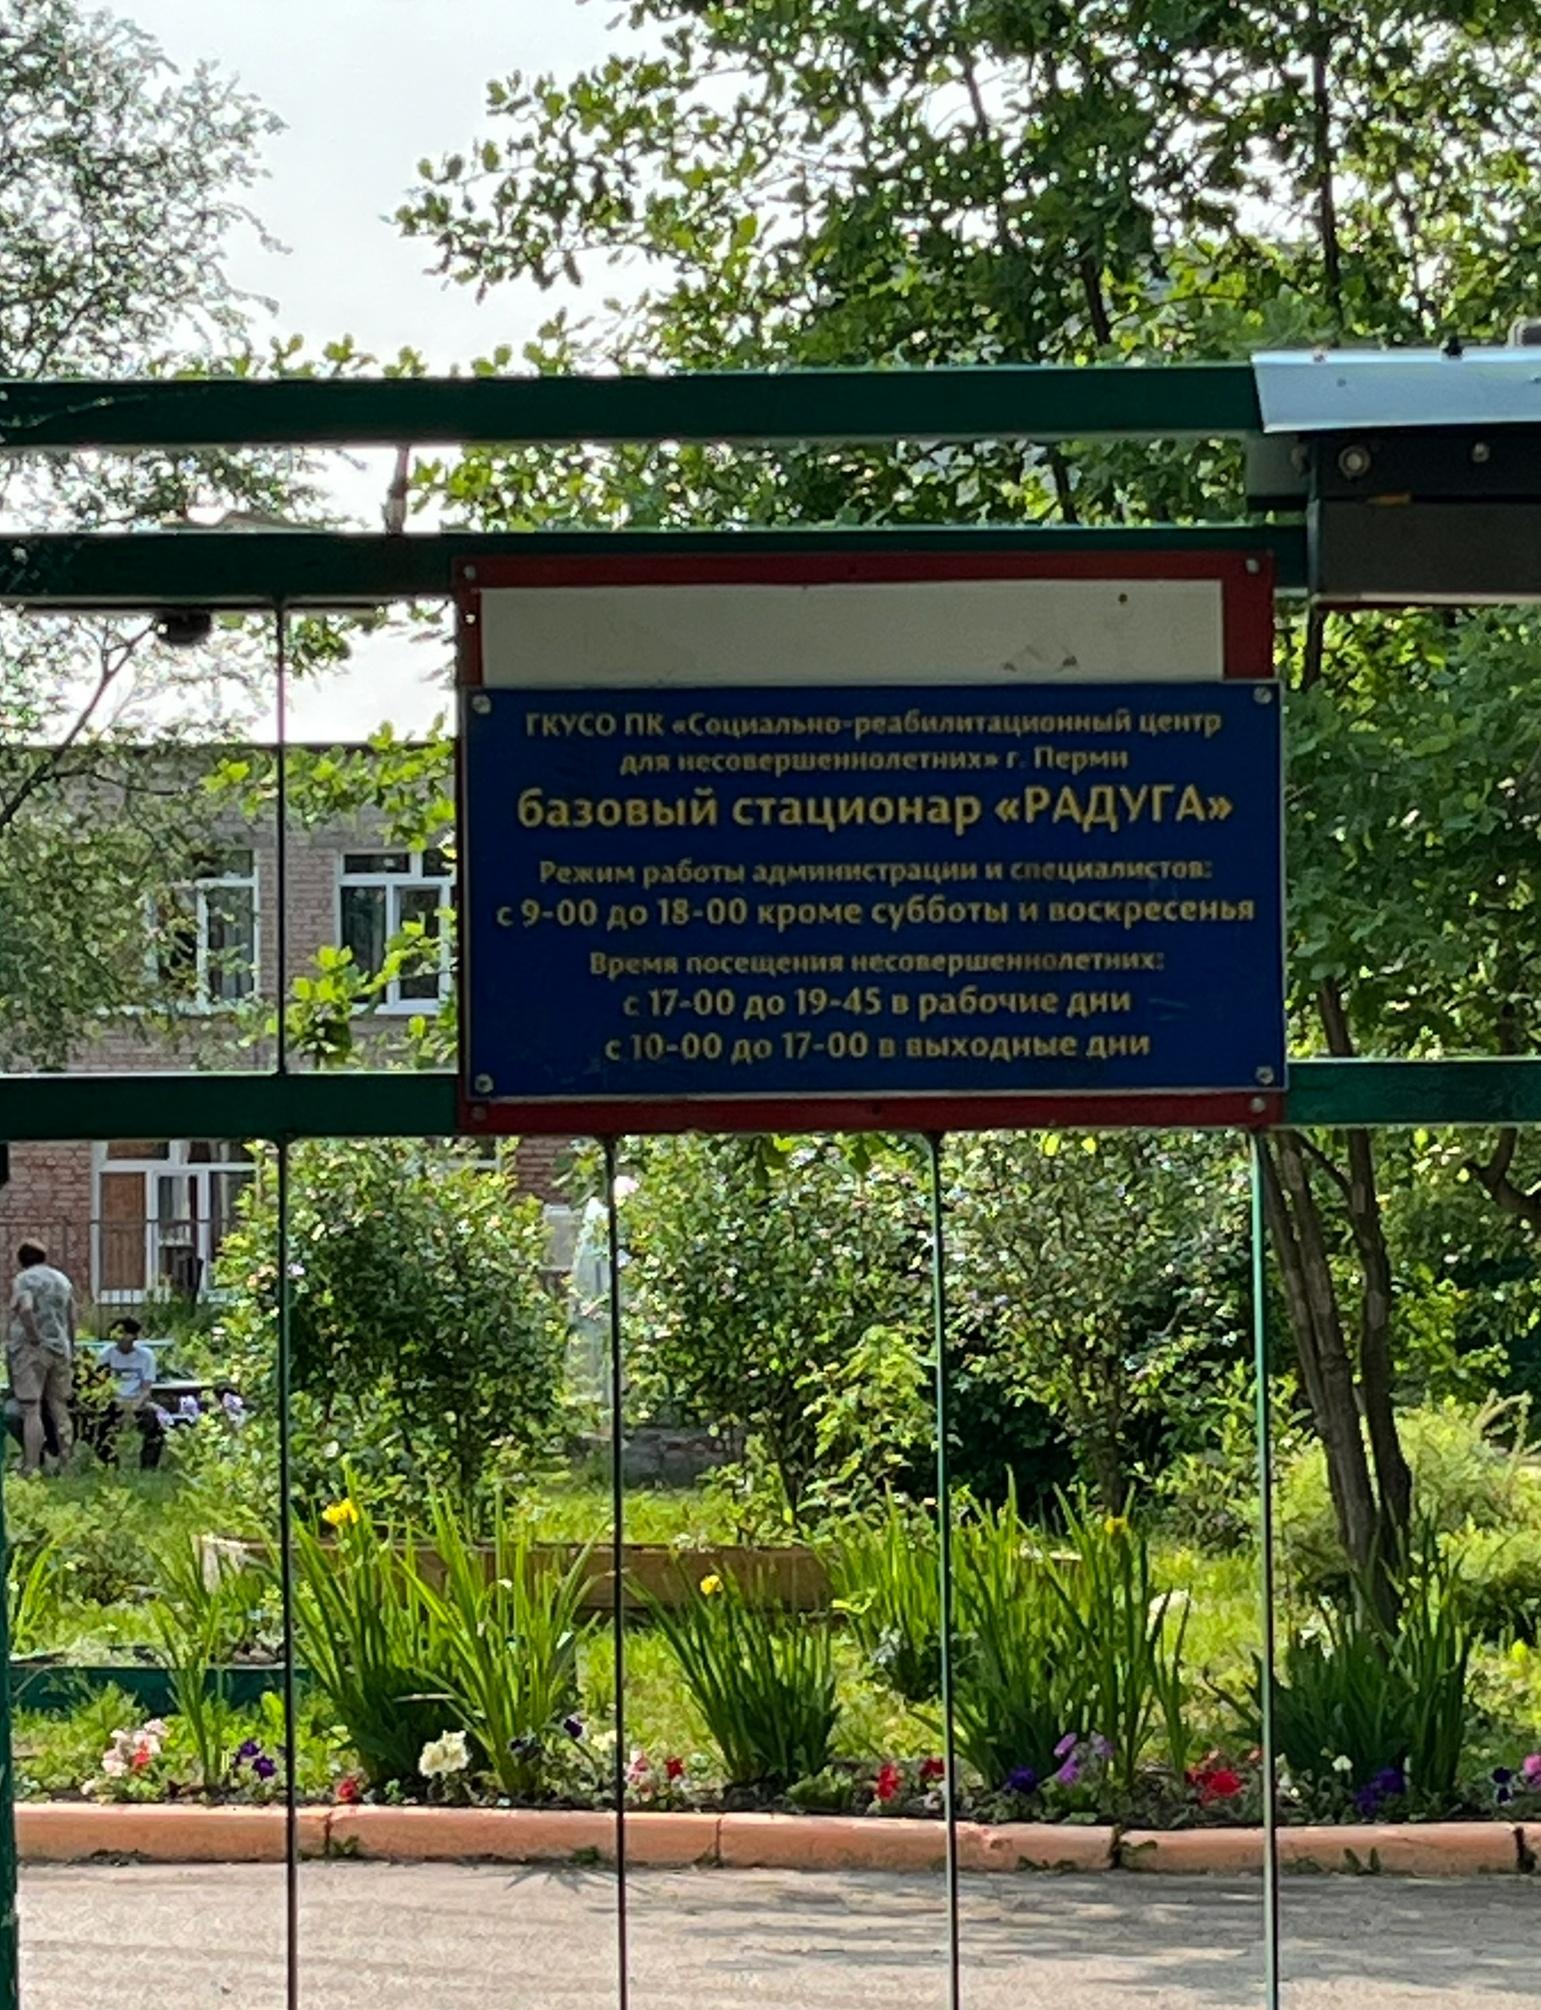 ГКУСО ПК «Социально-реабилитационный центр
для несовершеннолетних» г. Перми
базовый стационар «РАДУГА»
Режим работы администрации и специалистов:
с 9-00 до 18-00 кроме субботы и воскресенья
Время посещения несовершеннолетних:
с 17-00 до 19-45 в рабочие дни
с 10-00 до 17-00 в выходные дни